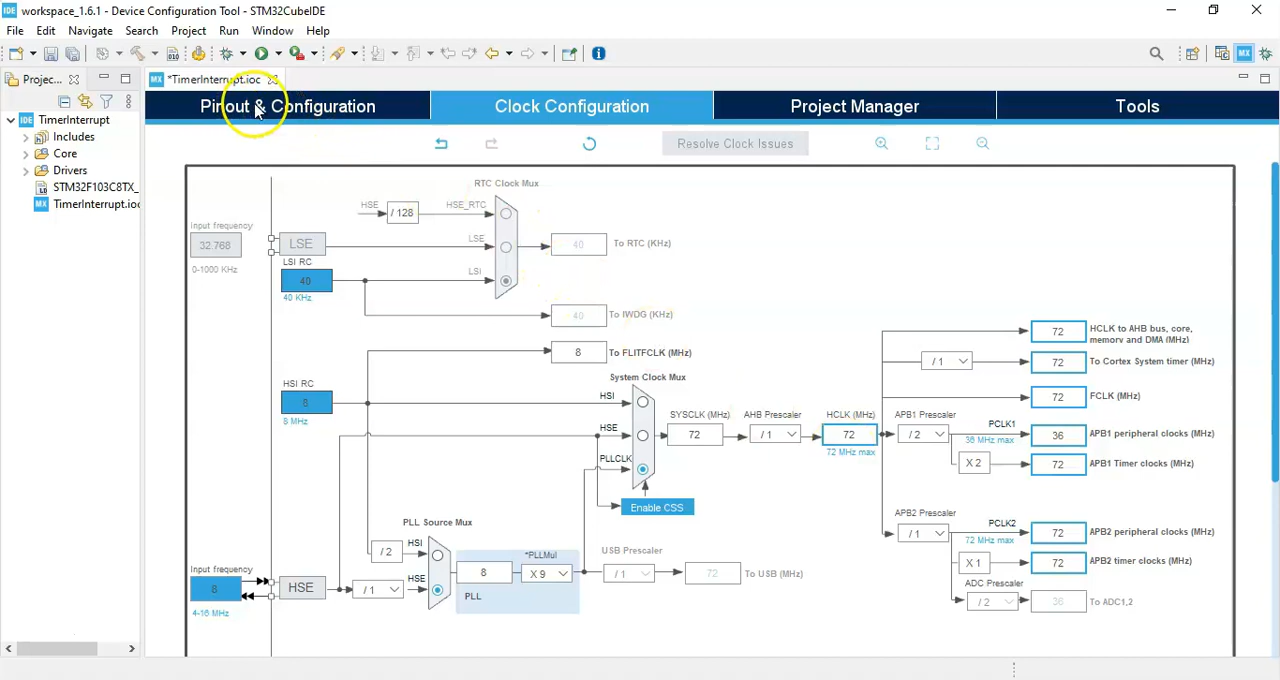 IDE workspace_1.6.1 - Device Configuration Tool - STM32CubeIDE
File Edit Navigate Search Project Run Window Help
MX
Projec...
MX *TimerInterrupt.ioc
Pinout & Configuration
Clock Configuration
Project Manager
Tools
IDE TimerInterrupt
Includes
Core
Drivers
STM32F103C8TX_
MX TimerInterrupt.ioc
Resolve Clock Issues
RTC Clock Mux
HSE
/ 128
HSE_RTC
Input frequency
32.768
0-1000 KHz
LSE
LSE
40
To RTC (KHz)
LSI RC
40
40 KHz
LSI
40
To IWDG (KHz)
8
To FLITFCLK (MHz)
HSI RC
8
8 MHz
System Clock Mux
HSI
HSE
PLLCLK
Enable CSS
SYSCLK (MHz)
72
AHB Prescaler
/ 1
HCLK (MHz)
72
72 MHz max
72
HCLK to AHB bus, core,
memory and DMA (MHz)
/ 1
72
To Cortex System timer (MHz)
72
FCLK (MHz)
APB1 Prescaler
/ 2
PCLK1
36 MHz max
36
APB1 peripheral clocks (MHz)
X 2
72
APB1 Timer clocks (MHz)
APB2 Prescaler
/ 1
PCLK2
72 MHz max
72
APB2 peripheral clocks (MHz)
X 1
72
APB2 timer clocks (MHz)
ADC Prescaler
/ 2
36
To ADC1,2
PLL Source Mux
HSI
/ 2
HSE
Input frequency
8
4-16 MHz
HSE
/ 1
8
*PLLMul
X 9
PLL
USB Prescaler
/ 1
72
To USB (MHz)